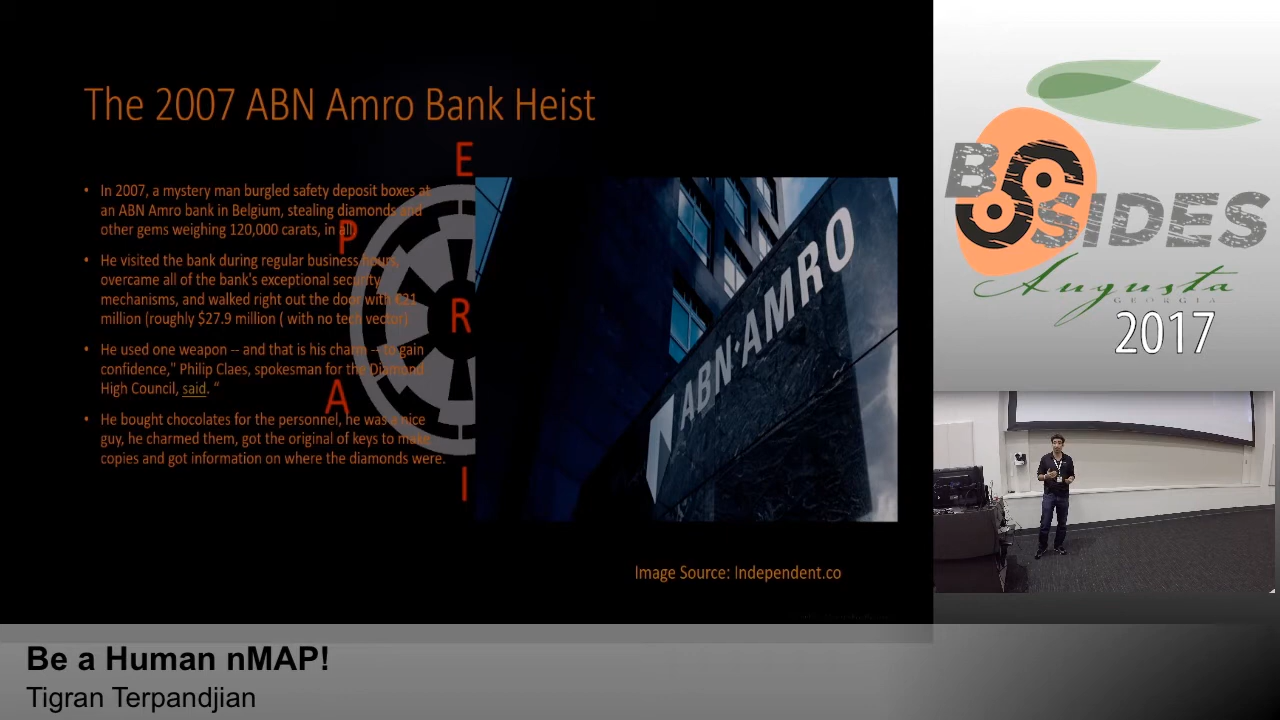 The 2007 ABN Amro Bank Heist
• In 2007, a mystery man burgled safety deposit boxes at
an ABN Amro bank in Belgium, stealing diamonds and
other gems weighing 120,000 carats, in all.
• He visited the bank during regular business hours,
overcame all of the bank's exceptional security
mechanisms, and walked right out the door with €21
million (roughly $27.9 million ( with no tech vector)
• He used one weapon -- and that is his charm -- to gain
confidence," Philip Claes, spokesman for the Diamond
High Council, said. “
• He bought chocolates for the personnel, he was a nice
guy, he charmed them, got the original of keys to make
copies and got information on where the diamonds were.
E
P
R
A
I
ABN·AMRO
Image Source: Independent.co
BSIDES
Augusta
GEORGIA
2017
Be a Human nMAP!
Tigran Terpandjian